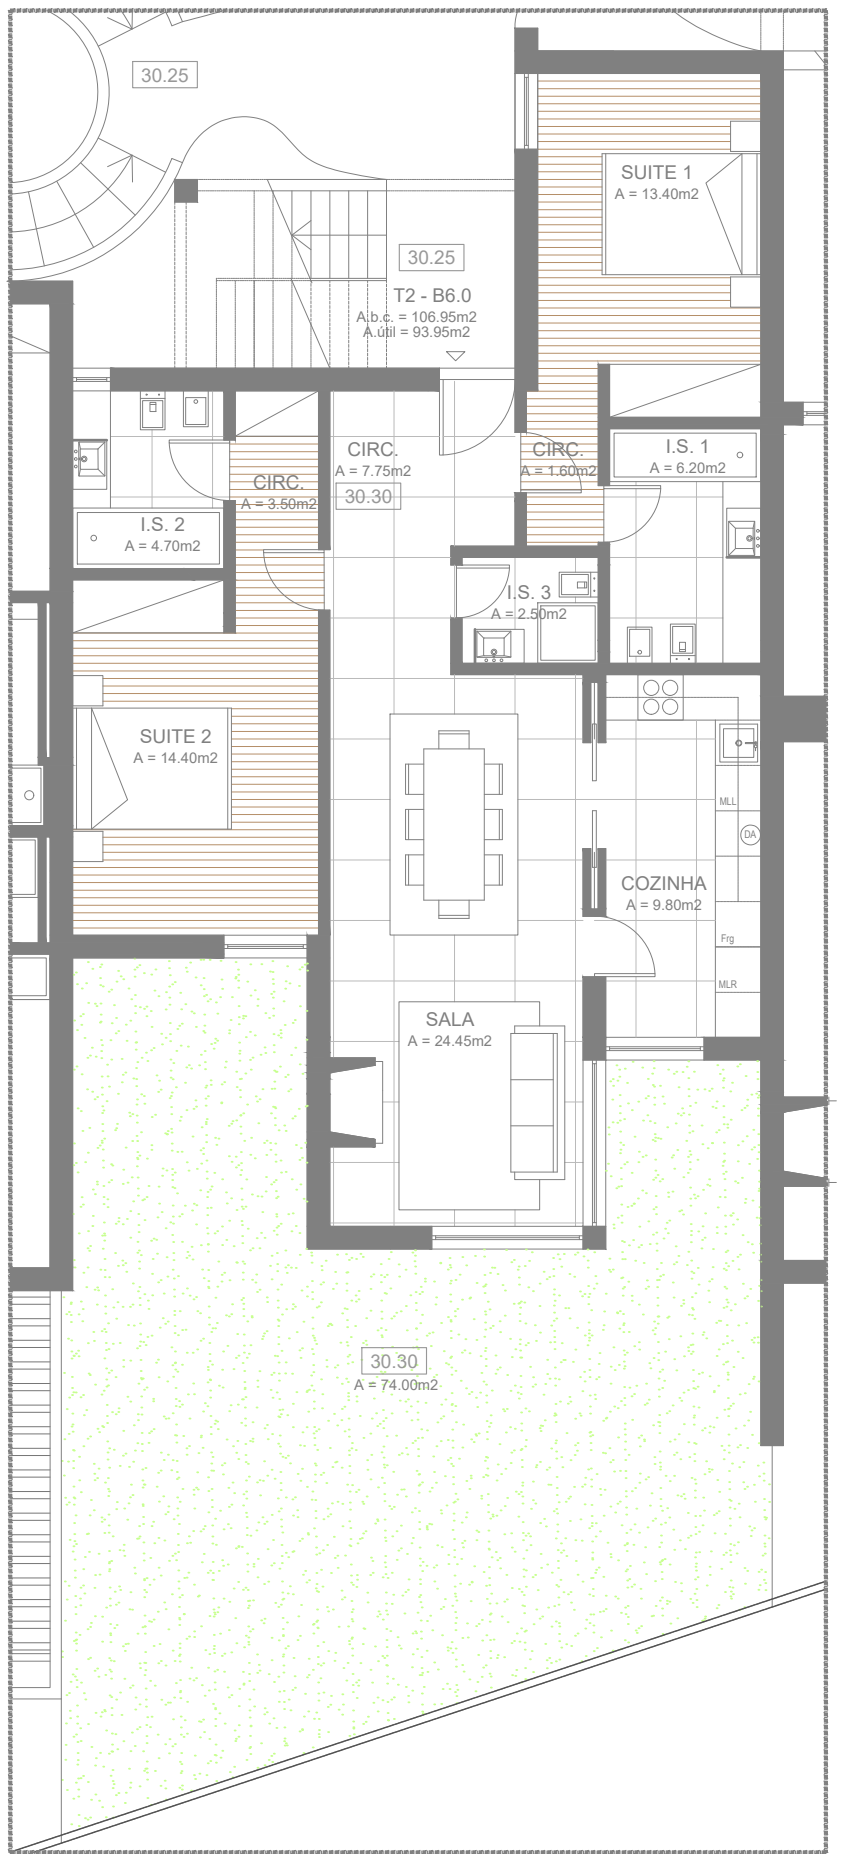 30.25
SUITE 1
A = 13.40m2
30.25
T2 - B6.0
A.b.c. = 106.95m2
A.útil = 93.95m2
CIRC.
A = 7.75m2
30.30
CIRC.
A = 1.60m2
I.S. 1
A = 6.20m2
CIRC.
A = 3.50m2
I.S. 2
A = 4.70m2
I.S. 3
A = 2.50m2
SUITE 2
A = 14.40m2
MLL
DA
COZINHA
A = 9.80m2
Frg
MLR
SALA
A = 24.45m2
30.30
A = 74.00m2